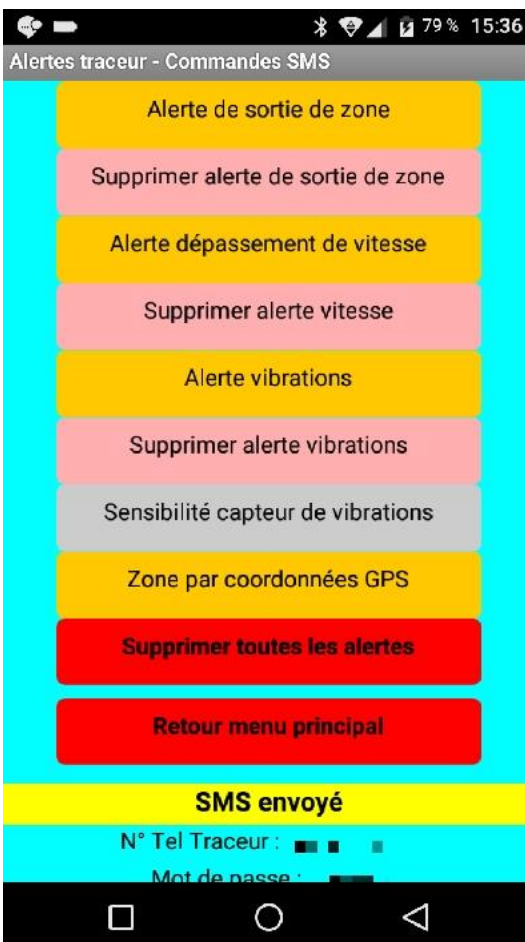 79 % 15:36
Alertes traceur - Commandes SMS
Alerte de sortie de zone
Supprimer alerte de sortie de zone
Alerte dépassement de vitesse
Supprimer alerte vitesse
Alerte vibrations
Supprimer alerte vibrations
Sensibilité capteur de vibrations
Zone par coordonnées GPS
Supprimer toutes les alertes
Retour menu principal
SMS envoyé
N° Tel Traceur :
Mot de passe :